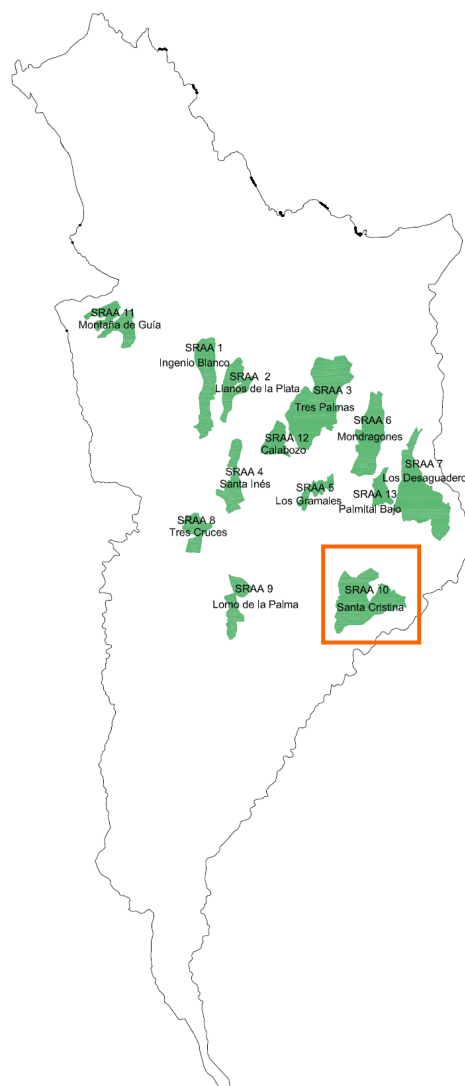 SRAA 11
Montaña de Guía
SRAA 1
Ingenio Blanco
SRAA 2
Llanos de la Plata
SRAA 3
Tres Palmas
SRAA 6
Mondragones
SRAA 12
Calabozo
SRAA 4
Santa Inés
SRAA 5
Los Gramales
SRAA 7
Los Desaguadero
SRAA 13
Palmital Bajo
SRAA 8
Tres Cruces
SRAA 9
Lomo de la Palma
SRAA 10
Santa Cristina